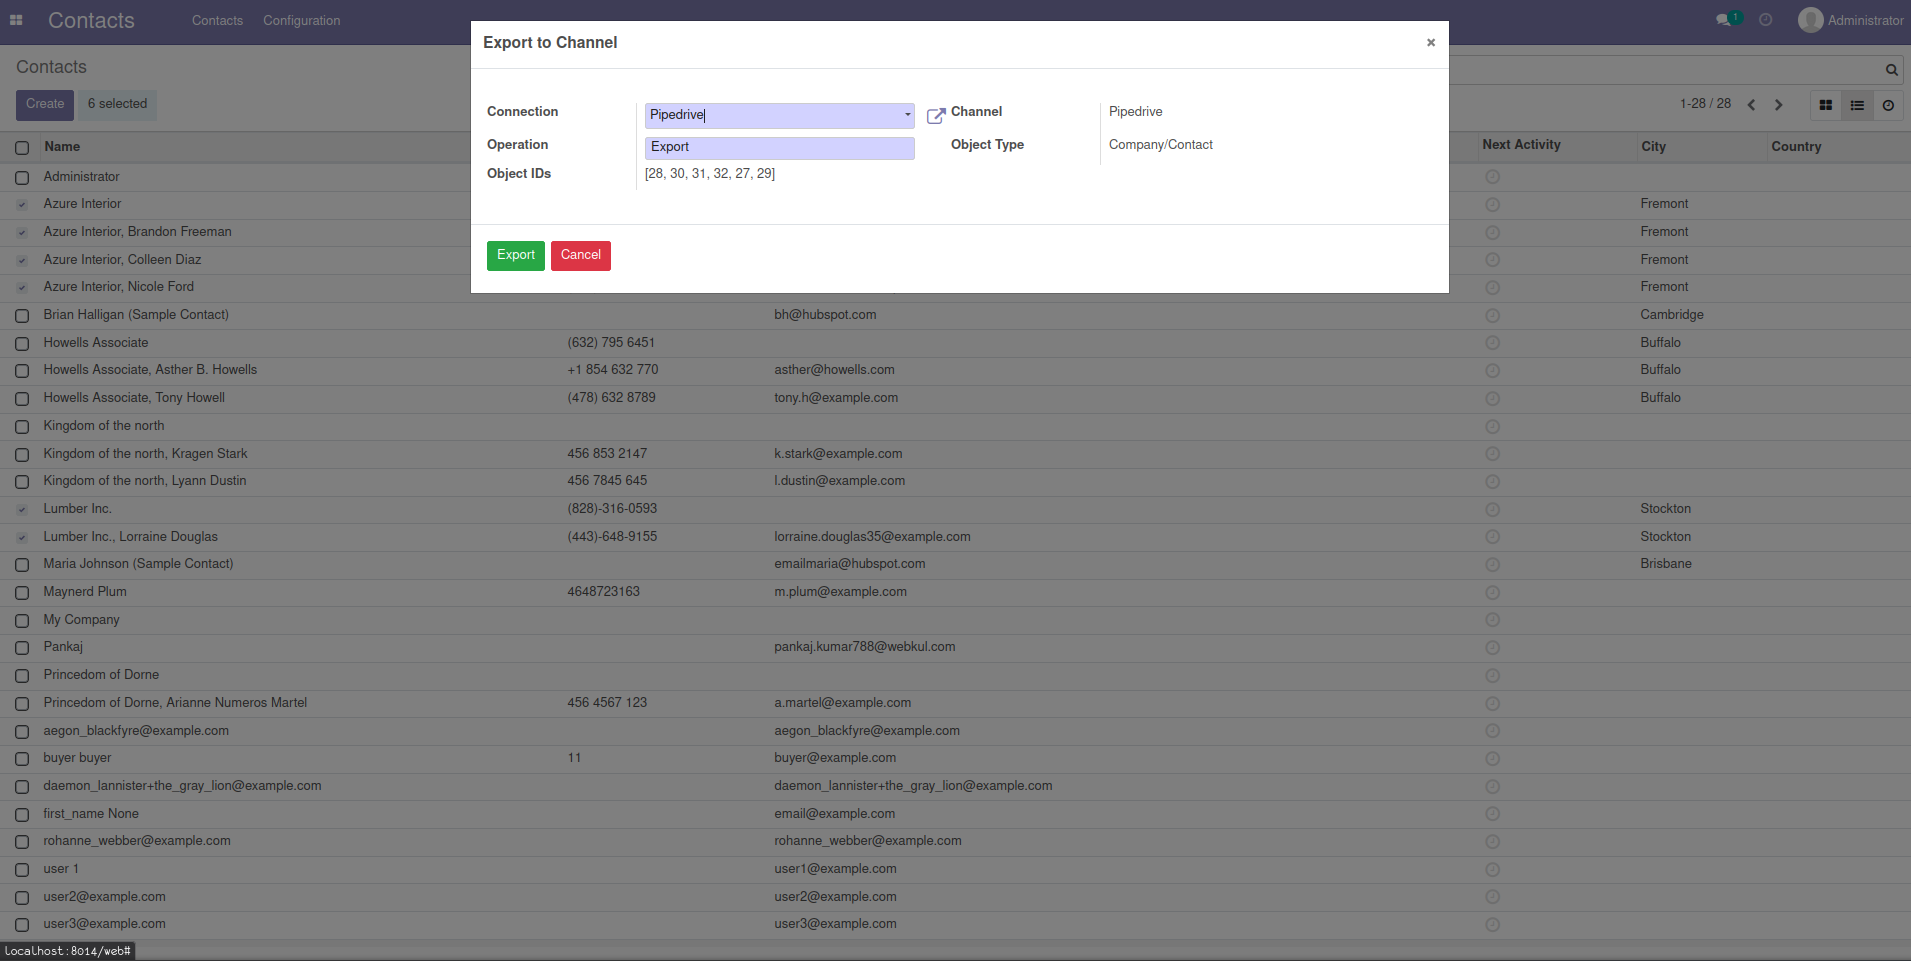 Contacts Contacts Configuration 1 Administrator
Export to Channel ×
Contacts
Create 6 selected 1-28 / 28
Connection Pipedrive Channel Pipedrive
Operation Export Object Type Company/Contact
Object IDs [28, 30, 31, 32, 27, 29]
Export Cancel
Name Next Activity City Country
Administrator
Azure Interior Fremont
Azure Interior, Brandon Freeman Fremont
Azure Interior, Colleen Diaz Fremont
Azure Interior, Nicole Ford Fremont
Brian Halligan (Sample Contact) bh@hubspot.com Cambridge
Howells Associate (632) 795 6451 Buffalo
Howells Associate, Asther B. Howells +1 854 632 770 asther@howells.com Buffalo
Howells Associate, Tony Howell (478) 632 8789 tony.h@example.com Buffalo
Kingdom of the north
Kingdom of the north, Kragen Stark 456 853 2147 k.stark@example.com
Kingdom of the north, Lyann Dustin 456 7845 645 l.dustin@example.com
Lumber Inc. (828)-316-0593 Stockton
Lumber Inc., Lorraine Douglas (443)-648-9155 lorraine.douglas35@example.com Stockton
Maria Johnson (Sample Contact) emailmaria@hubspot.com Brisbane
Maynerd Plum 4648723163 m.plum@example.com
My Company
Pankaj pankaj.kumar788@webkul.com
Princedom of Dorne
Princedom of Dorne, Arianne Numeros Martel 456 4567 123 a.martel@example.com
aegon_blackfyre@example.com aegon_blackfyre@example.com
buyer buyer 11 buyer@example.com
daemon_lannister+the_gray_lion@example.com daemon_lannister+the_gray_lion@example.com
first_name None email@example.com
rohanne_webber@example.com rohanne_webber@example.com
user 1 user1@example.com
user2@example.com user2@example.com
user3@example.com user3@example.com
localhost:8014/web#